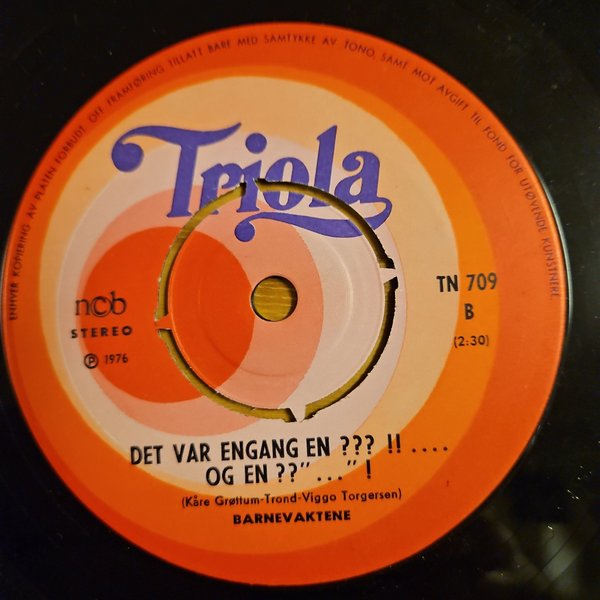 ENHVER KOPIERING AV PLATEN FORBUDT. OFF. FRAMFØRING TILLATT BARE MED SAMTYKKE AV TONO, SAMT MOT AVGIFT TIL FOND FOR UTØVENDE KUNSTNERE.
Triola
ncb
STEREO
Ⓟ 1976
TN 709
B
(2:30)
DET VAR ENGANG EN ??? !! ....
OG EN ??" ..." !
(Kåre Grøttum-Trond-Viggo Torgersen)
BARNEVAKTENE